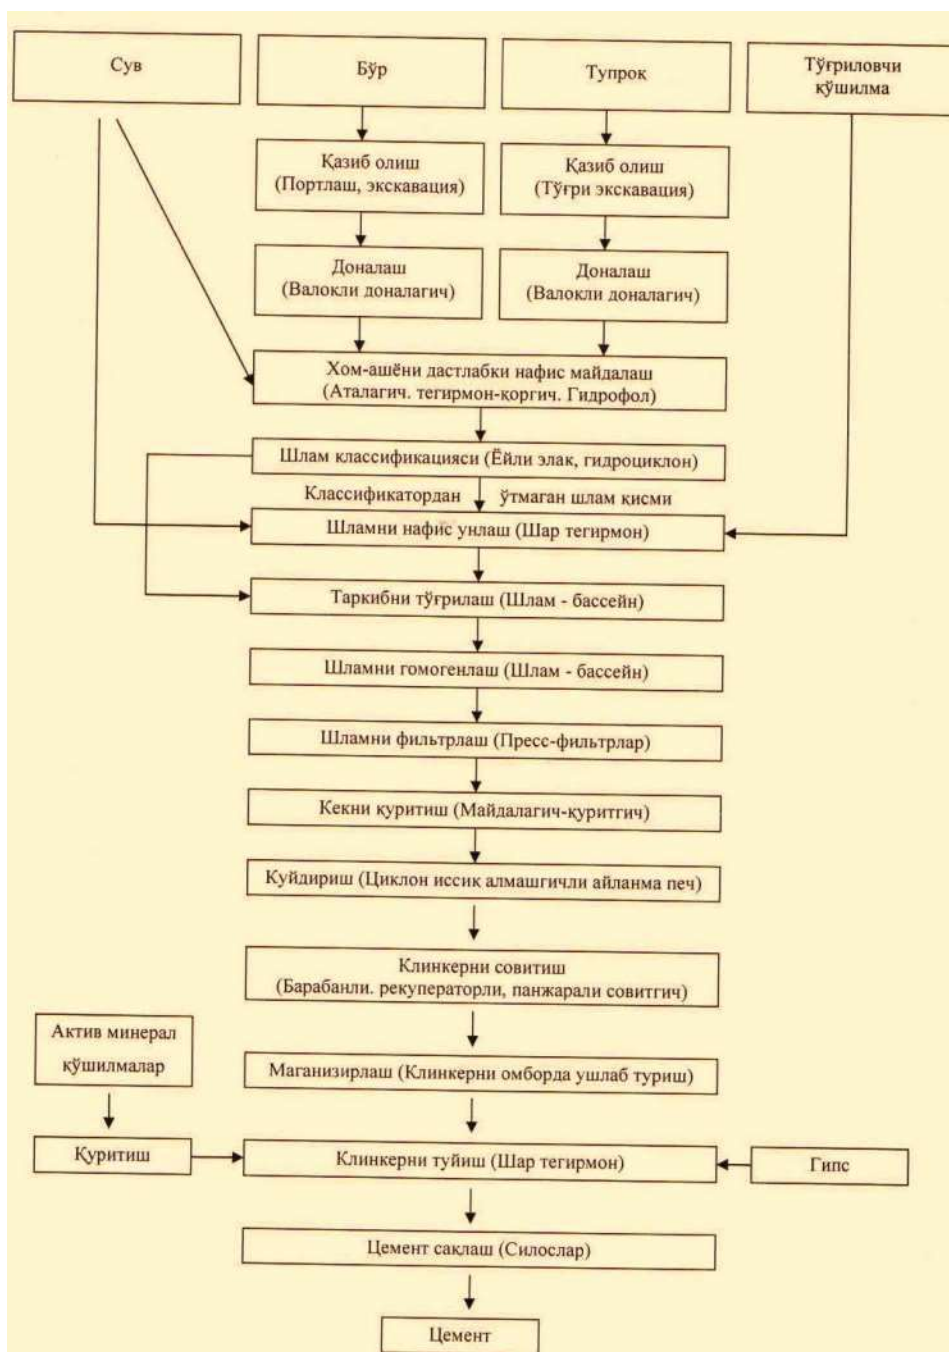 Сув
Бўр
Тупроқ
Тўғриловчи
қўшилма
Қазиб олиш
(Портлаш, экскавация)
Қазиб олиш
(Тўғри экскавация)
Доналаш
(Валокли доналагич)
Доналаш
(Валокли доналагич)
Хом-ашёни дастлабки нафис майдалаш
(Аталагич. тегирмон-қоргич. Гидрофол)
Шлам классификацияси (Ёйли элак, гидроциклон)
Классификатордан ўтмаган шлам қисми
Шламни нафис унлаш (Шар тегирмон)
Таркибни тўғрилаш (Шлам - бассейн)
Шламни гомогенлаш (Шлам - бассейн)
Шламни фильтрлаш (Пресс-фильтрлар)
Кекни қуритиш (Майдалагич-қуритгич)
Куйдириш (Циклон иссиқ алмашгичли айланма печ)
Клинкерни совитиш
(Барабанли. рекуператорли, панжарали совитгич)
Актив минерал
қўшилмалар
Маганизирлаш (Клинкерни омборда ушлаб туриш)
Қуритиш
Клинкерни туйиш (Шар тегирмон)
Гипс
Цемент сақлаш (Силослар)
Цемент